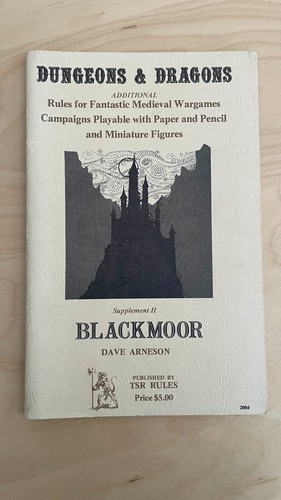 DUNGEONS & DRAGONS
ADDITIONAL
Rules for Fantastic Medieval Wargames
Campaigns Playable with Paper and Pencil
and Miniature Figures
Supplement II
BLACKMOOR
DAVE ARNESON
PUBLISHED BY
TSR RULES
Price $5.00
2004